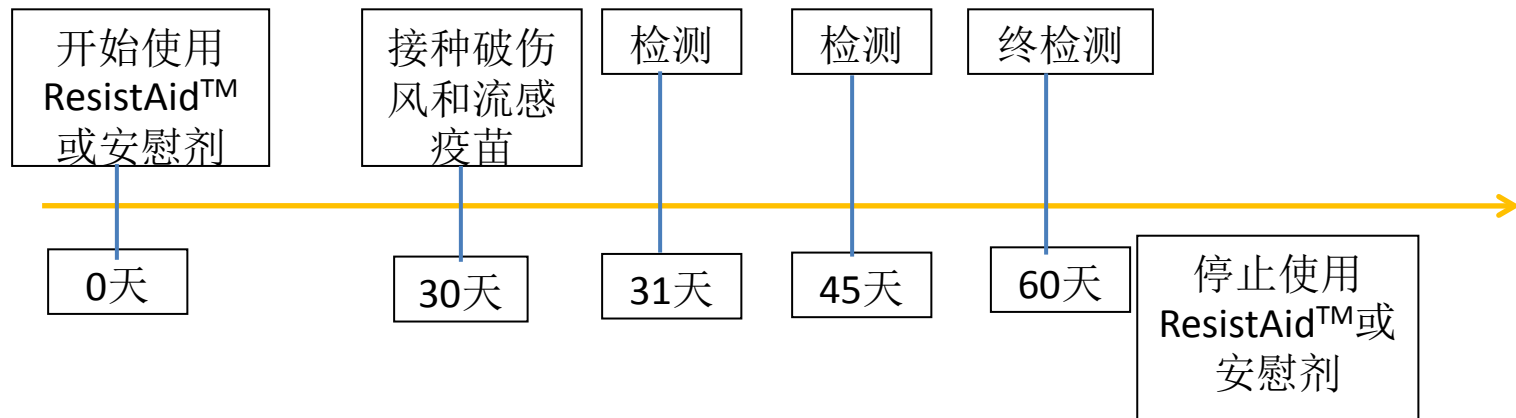 开始使用
ResistAid™
或安慰剂
接种破伤
风和流感
疫苗
检测
检测
终检测
0天
30天
31天
45天
60天
停止使用
ResistAid™或
安慰剂